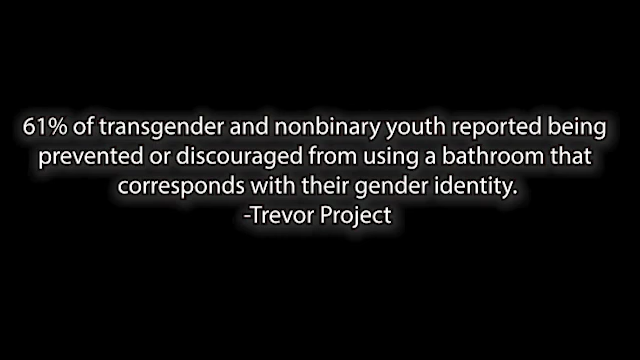 61% of transgender and nonbinary youth reported being
prevented or discouraged from using a bathroom that
corresponds with their gender identity.
-Trevor Project